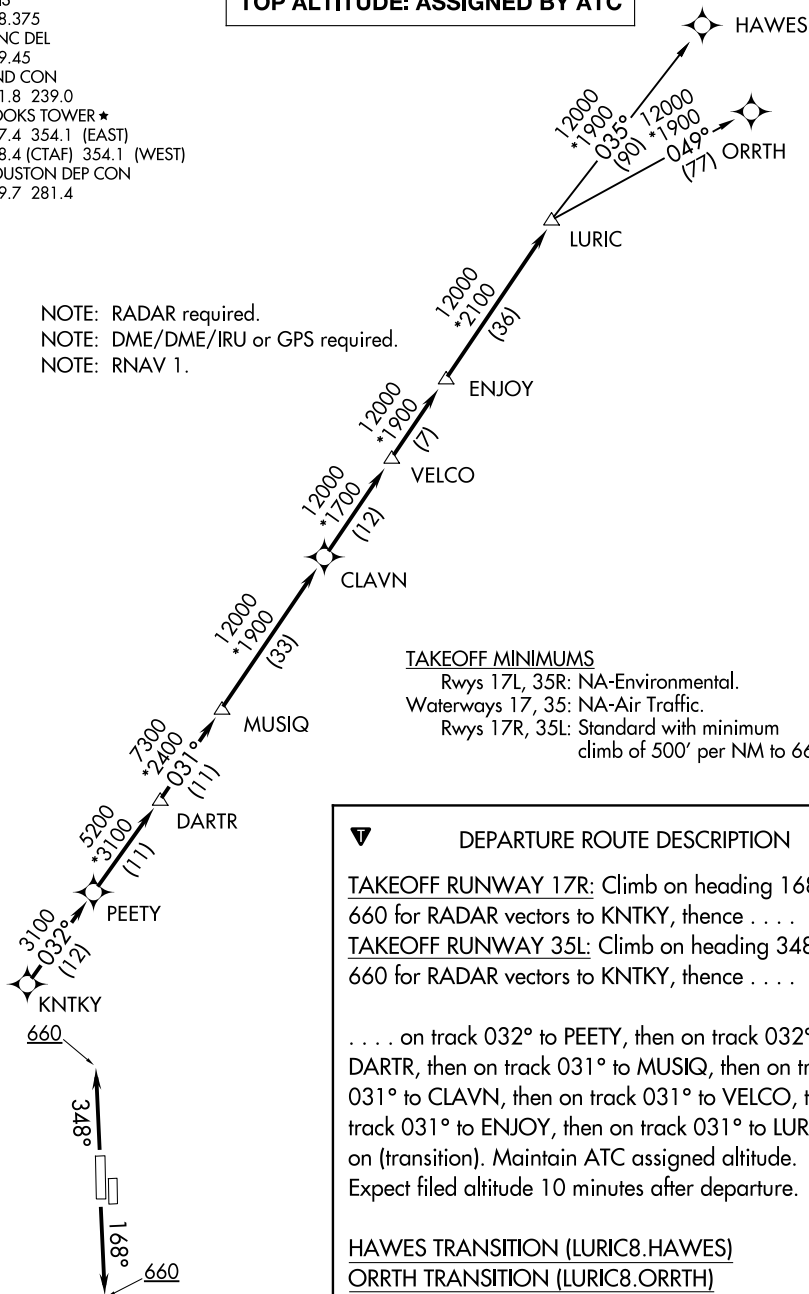 TOP ALTITUDE: ASSIGNED BY ATC
8.375
NC DEL
9.45
ND CON
1.8 239.0
OOKS TOWER ★
7.4 354.1 (EAST)
8.4 (CTAF) 354.1 (WEST)
OUSTON DEP CON
9.7 281.4
HAWES
12000
*1900
035°
(90)
12000
*1900
049°
(77)
ORRTH
LURIC
12000
*2100
(36)
NOTE: RADAR required.
NOTE: DME/DME/IRU or GPS required.
NOTE: RNAV 1.
ENJOY
12000
*1900
(7)
VELCO
12000
*1700
(12)
CLAVN
12000
*1900
(33)
TAKEOFF MINIMUMS
Rwys 17L, 35R: NA-Environmental.
Waterways 17, 35: NA-Air Traffic.
Rwys 17R, 35L: Standard with minimum
climb of 500' per NM to 66
MUSIQ
7300
*2400
031°
(11)
DARTR
5200
*3100
(11)
PEETY
3100
032°
(12)
KNTKY
660
348°
168°
660
T
DEPARTURE ROUTE DESCRIPTION
TAKEOFF RUNWAY 17R: Climb on heading 168
660 for RADAR vectors to KNTKY, thence . . . .
TAKEOFF RUNWAY 35L: Climb on heading 348
660 for RADAR vectors to KNTKY, thence . . . .
. . . . on track 032° to PEETY, then on track 032°
DARTR, then on track 031° to MUSIQ, then on tr
031° to CLAVN, then on track 031° to VELCO, t
track 031° to ENJOY, then on track 031° to LUR
on (transition). Maintain ATC assigned altitude.
Expect filed altitude 10 minutes after departure.
HAWES TRANSITION (LURIC8.HAWES)
ORRTH TRANSITION (LURIC8.ORRTH)